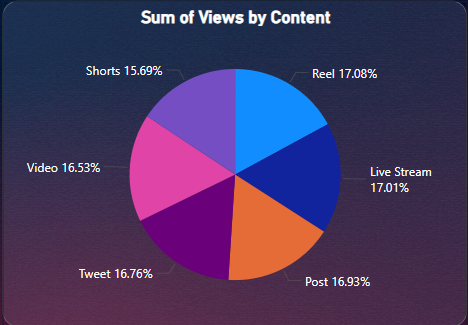 Sum of Views by Content
Shorts 15.69%
Reel 17.08%
Video 16.53%
Live Stream
17.01%
Tweet 16.76%
Post 16.93%